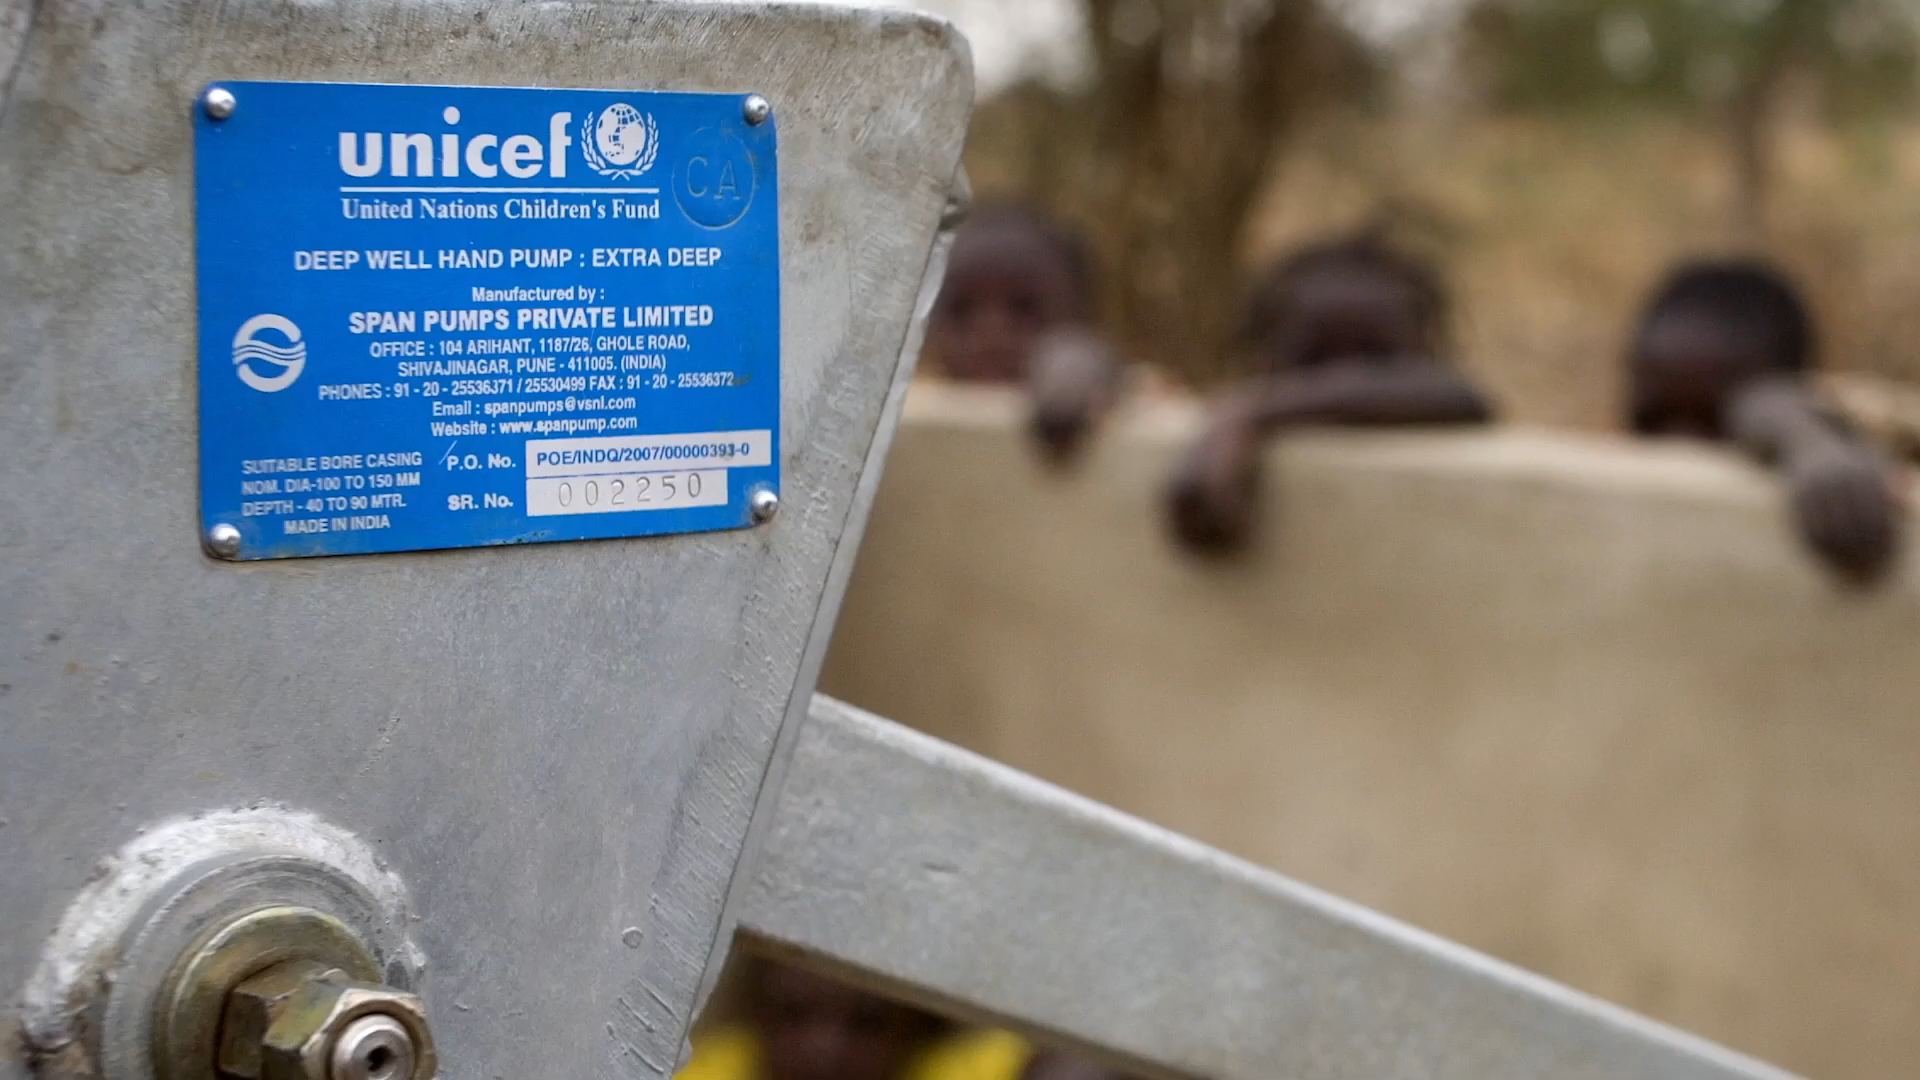 unicef
CA
United Nations Children's Fund
DEEP WELL HAND PUMP : EXTRA DEEP
Manufactured by :
SPAN PUMPS PRIVATE LIMITED
OFFICE : 104 ARIHANT, 1187/26, GHOLE ROAD,
SHIVAJINAGAR, PUNE - 411005. (INDIA)
PHONES : 91 - 20 - 25536371 / 25530499 FAX : 91 - 20 - 25536372
Email : spanpumps@vsnl.com
Website : www.spanpump.com
SUITABLE BORE CASING
NOM. DIA-100 TO 150 MM
DEPTH - 40 TO 90 MTR.
MADE IN INDIA
P.O. No. POE/INDQ/2007/00000393-0
SR. No. 002250